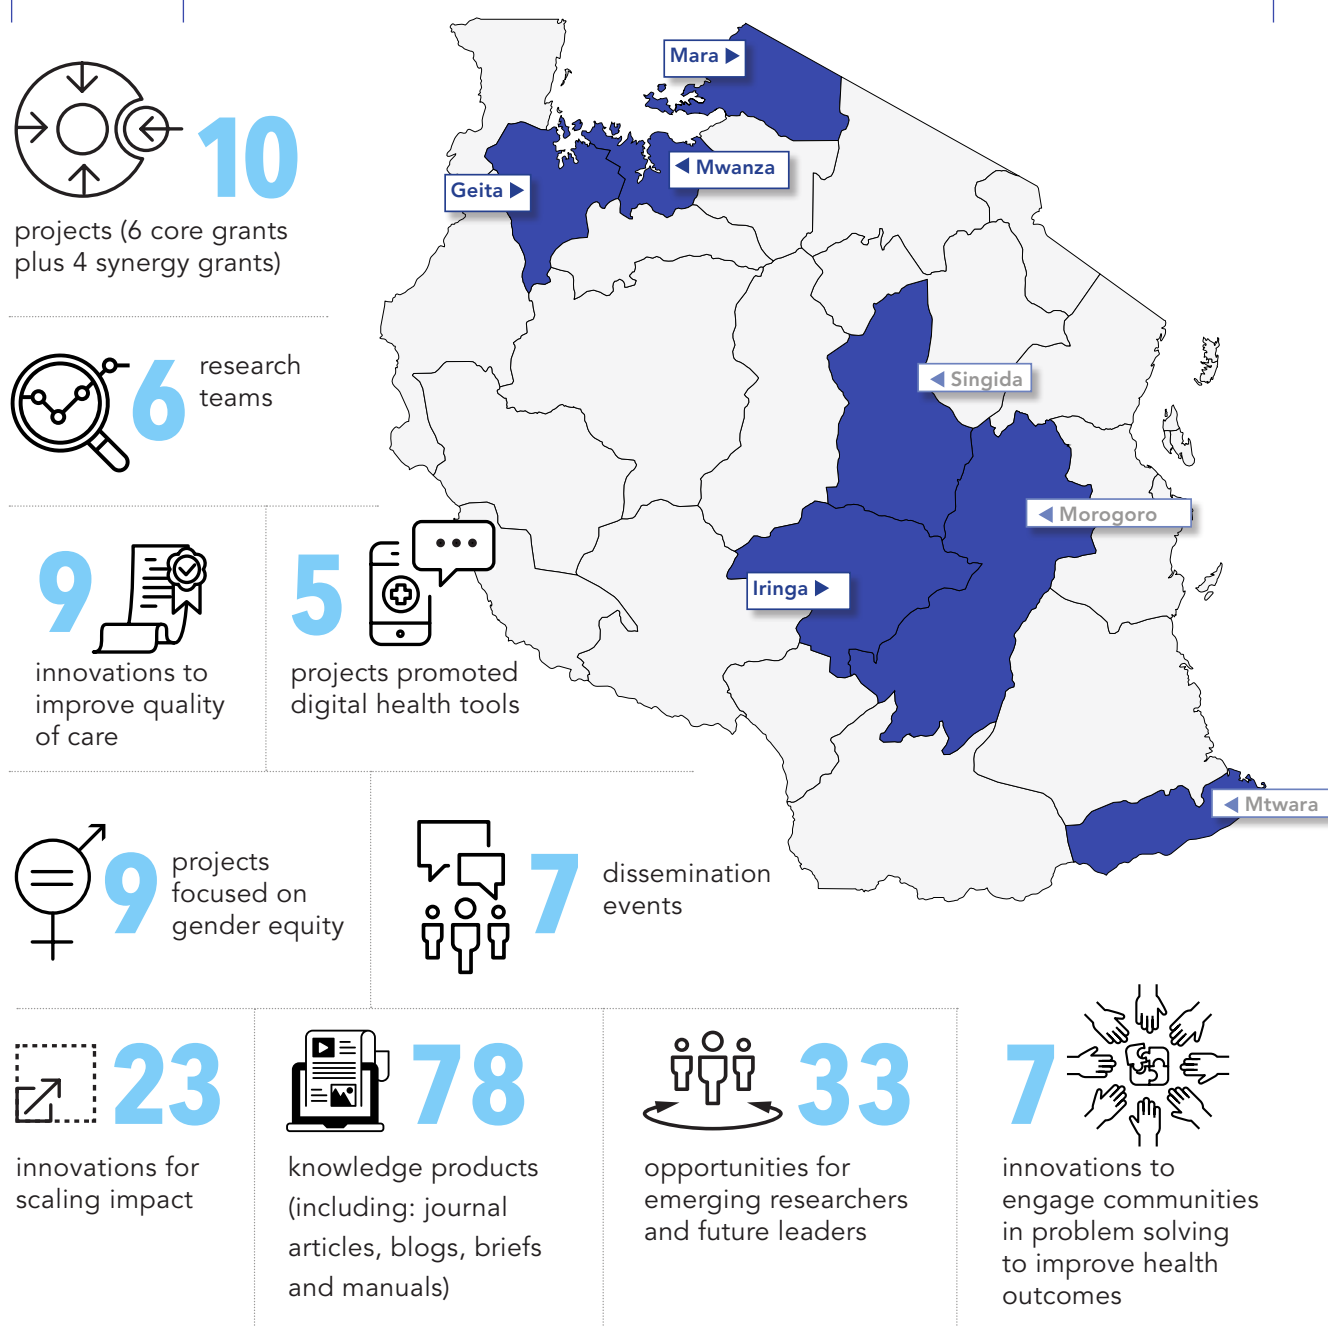 Mara
Mwanza
Geita
Singida
Morogoro
Iringa
Mtwara
10
projects (6 core grants
plus 4 synergy grants)
6
research
teams
9
innovations to
improve quality
of care
5
projects promoted
digital health tools
9
projects
focused on
gender equity
7
dissemination
events
23
innovations for
scaling impact
78
knowledge products
(including: journal
articles, blogs, briefs
and manuals)
33
opportunities for
emerging researchers
and future leaders
7
innovations to
engage communities
in problem solving
to improve health
outcomes